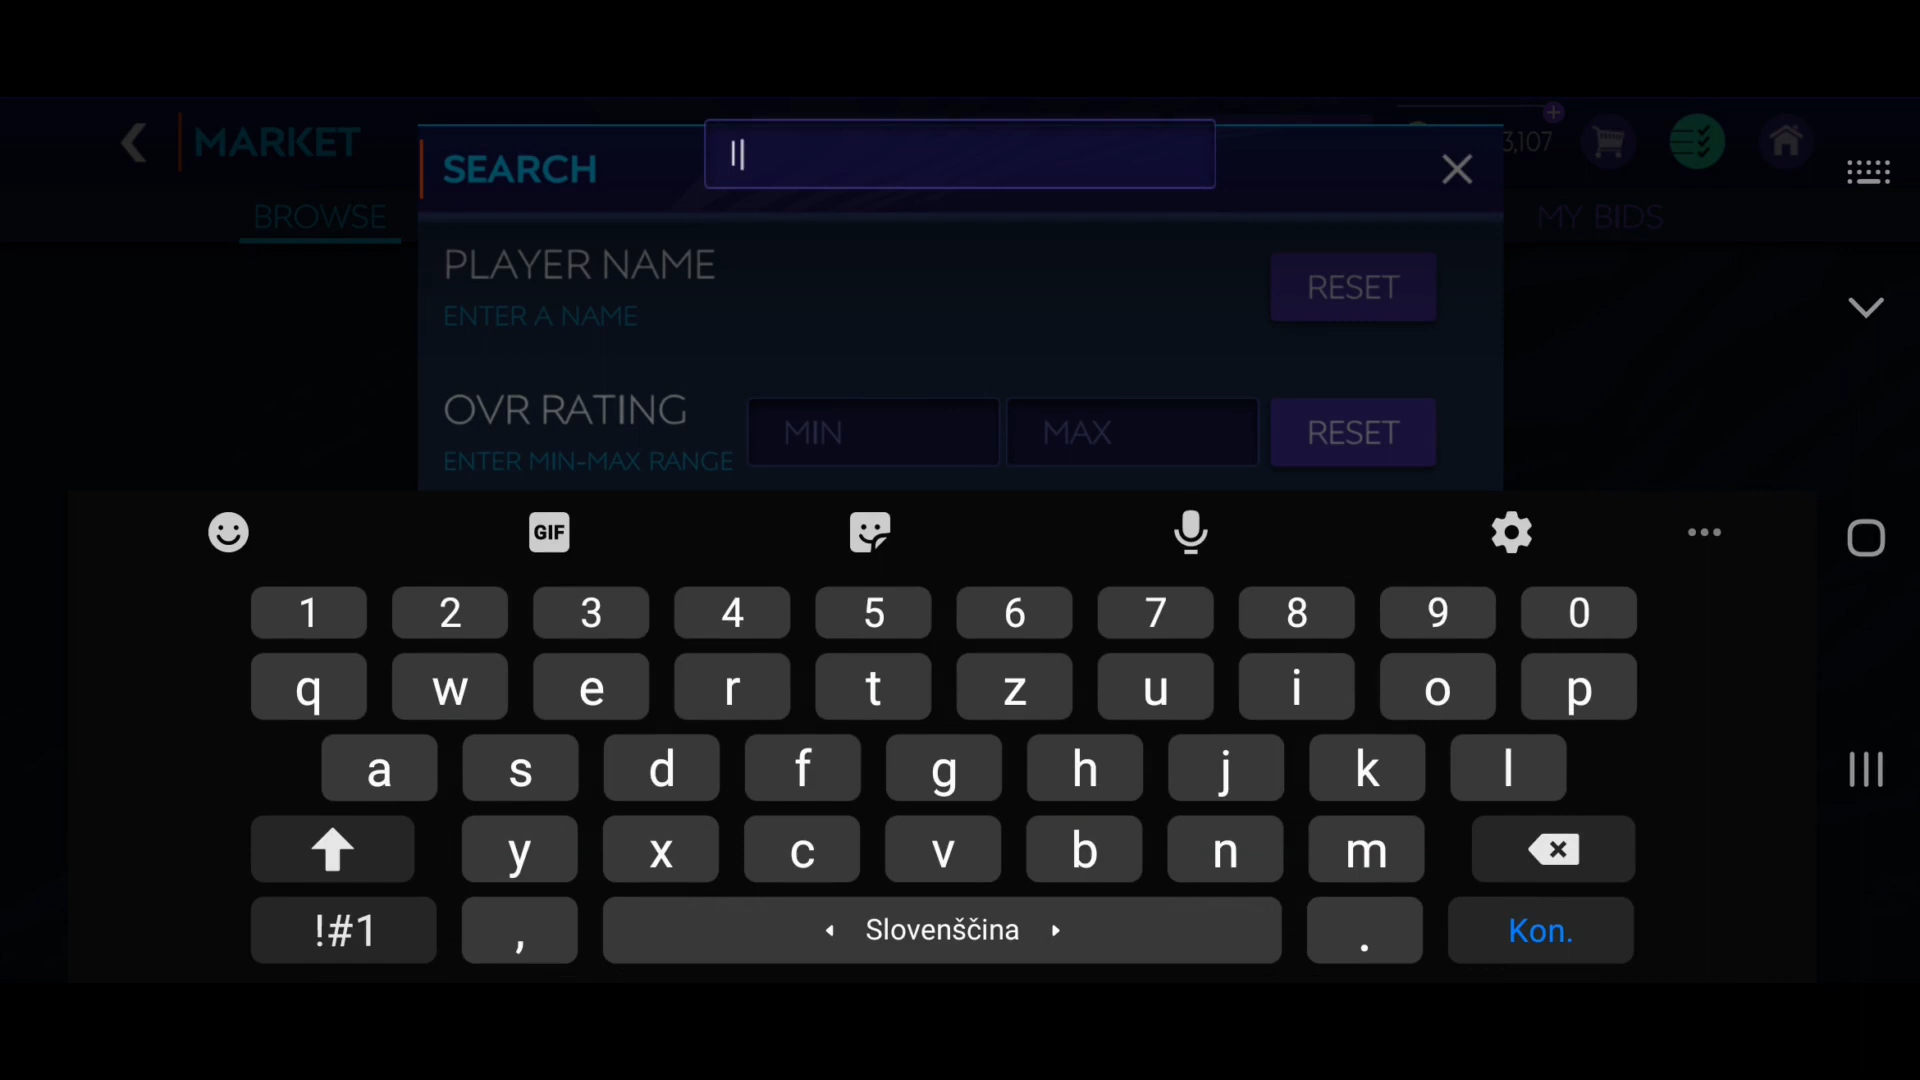 MARKET
SEARCH
l
3,107
BROWSE
MY BIDS
PLAYER NAME
RESET
ENTER A NAME
OVR RATING
MIN
MAX
RESET
ENTER MIN-MAX RANGE
GIF
1 2 3 4 5 6 7 8 9 0
q w e r t z u i o p
a s d f g h j k l
y x c v b n m
!#1 , Slovenščina . Kon.